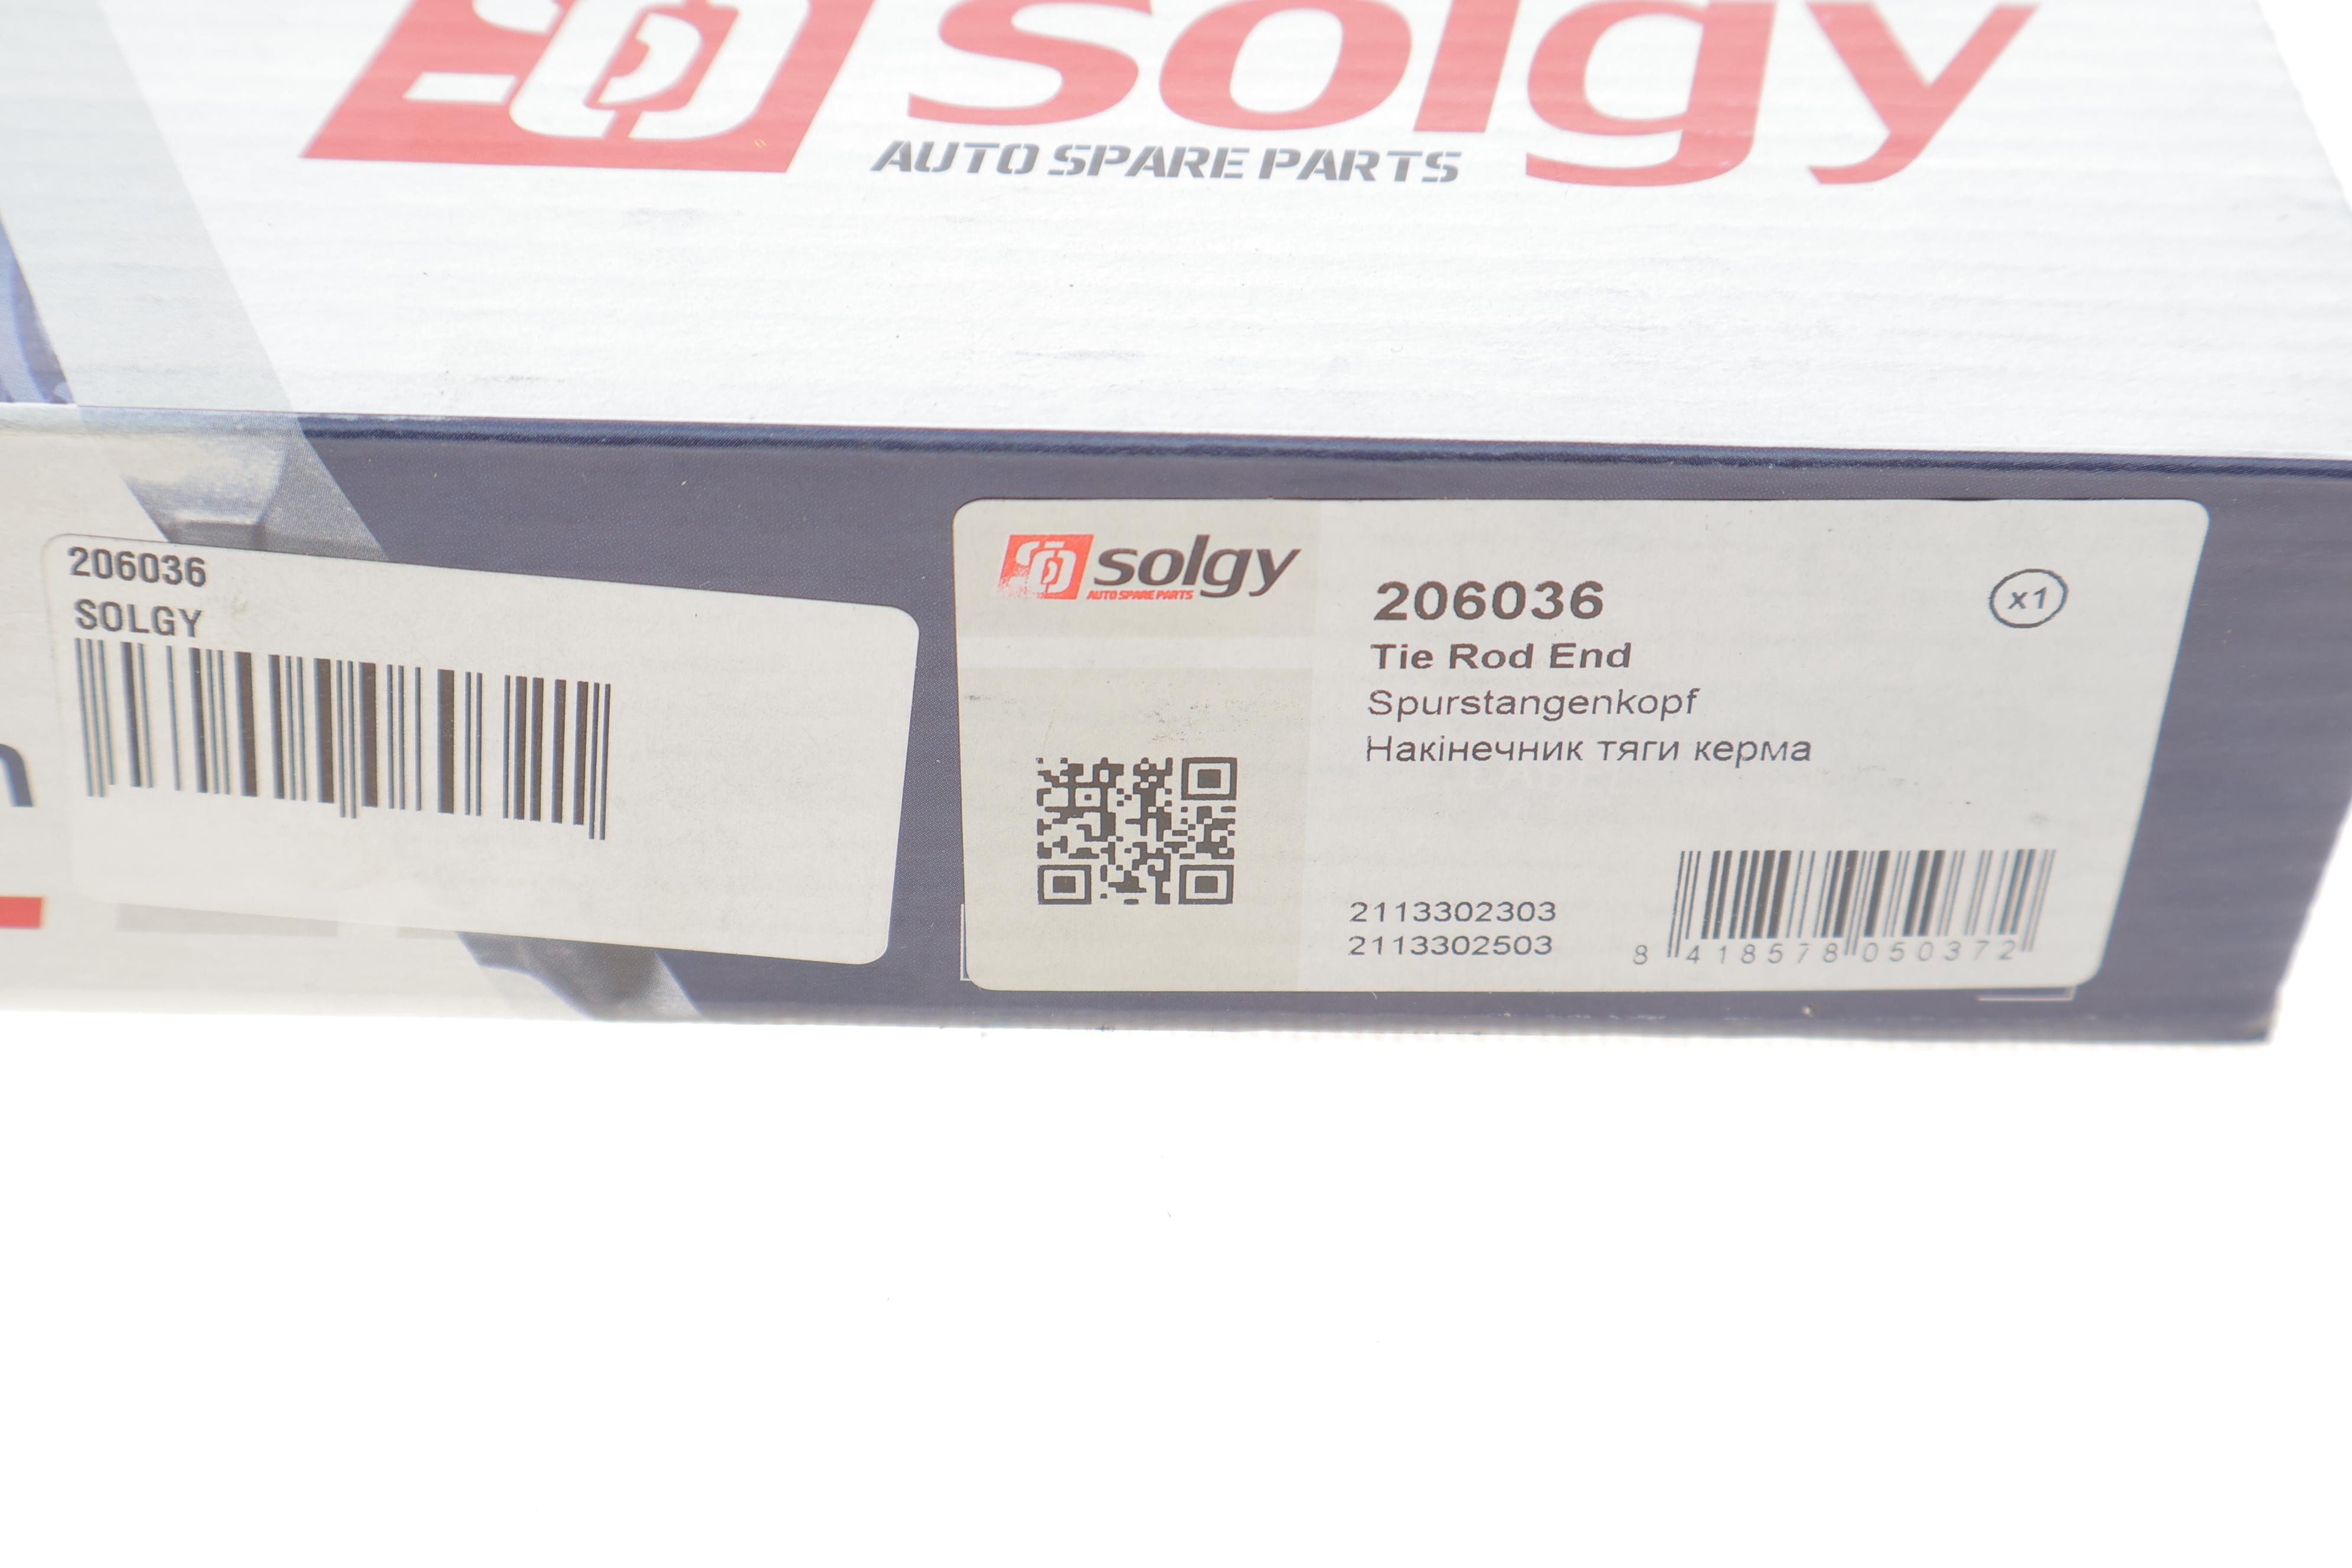 solgy
AUTO SPARE PARTS
206036
SOLGY
solgy
AUTO SPARE PARTS
206036
x1
Tie Rod End
Spurstangenkopf
Накінечник тяги керма
2113302303
2113302503
8 418578 050372